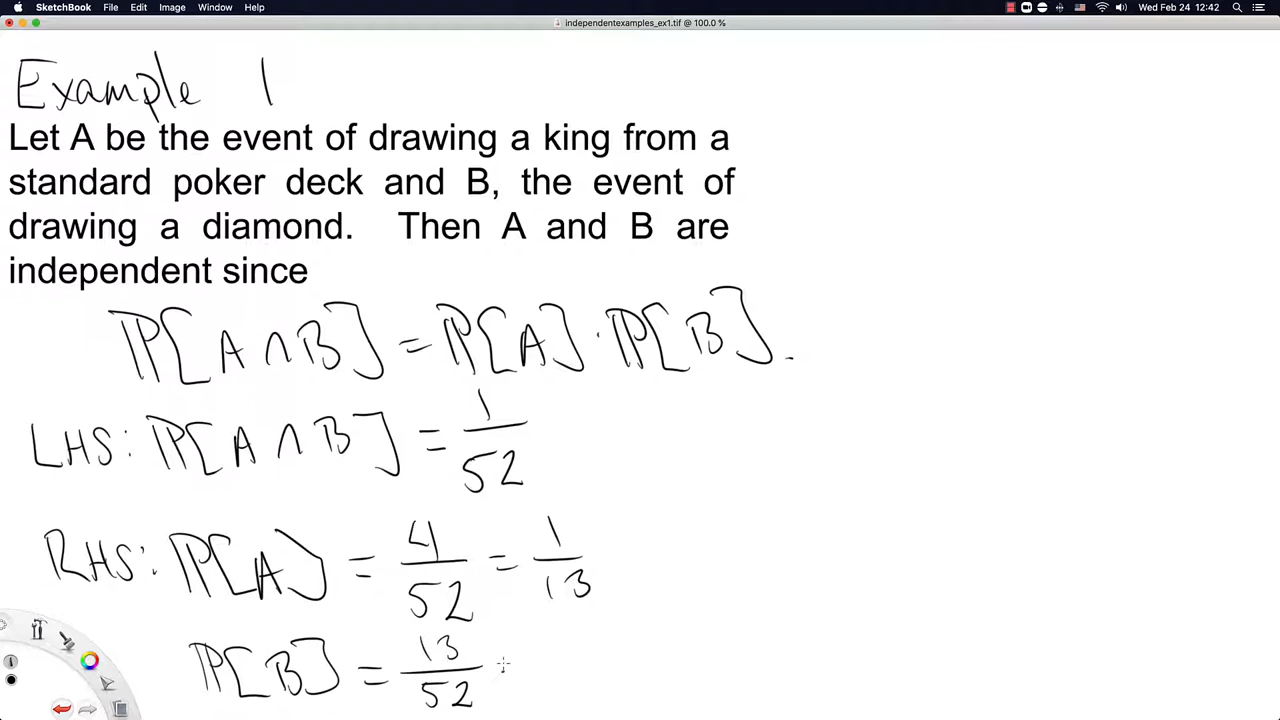 SketchBook File Edit Image Window Help Wed Feb 24 12:42
independentexamples_ex1.tif @ 100.0 %
Example 1
Let A be the event of drawing a king from a
standard poker deck and B, the event of
drawing a diamond. Then A and B are
independent since
ℙ[A ∩ B] = ℙ[A] · ℙ[B].
LHS: ℙ[A ∩ B] = 1/52
RHS: ℙ[A] = 4/52 = 1/13
ℙ[B] = 13/52